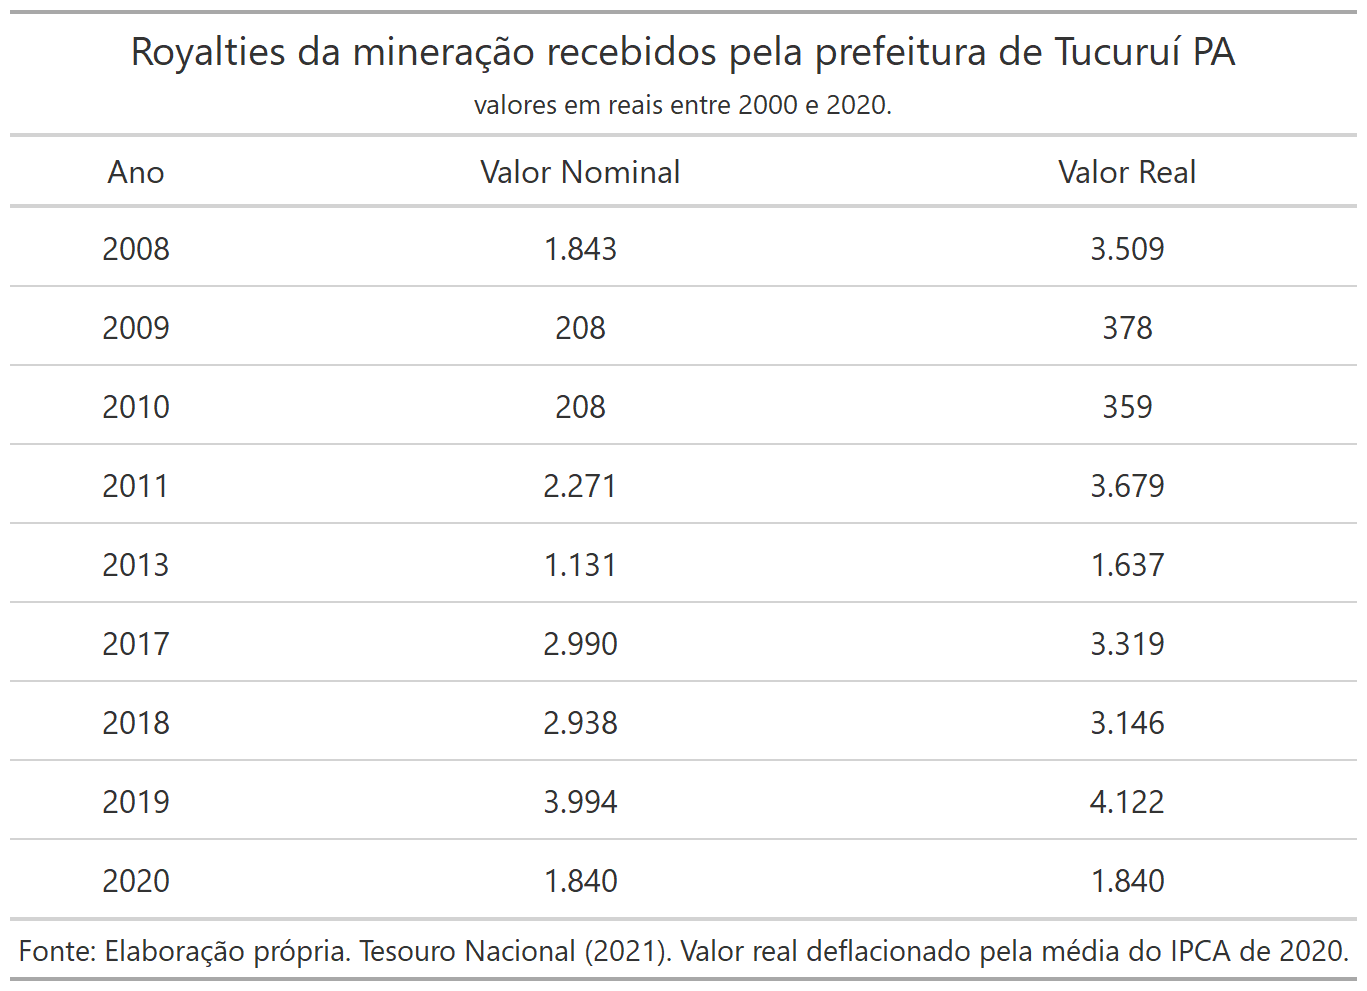 Royalties da mineração recebidos pela prefeitura de Tucuruí PA
valores em reais entre 2000 e 2020.
Ano Valor Nominal Valor Real
2008 1.843 3.509
2009 208 378
2010 208 359
2011 2.271 3.679
2013 1.131 1.637
2017 2.990 3.319
2018 2.938 3.146
2019 3.994 4.122
2020 1.840 1.840
Fonte: Elaboração própria. Tesouro Nacional (2021). Valor real deflacionado pela média do IPCA de 2020.